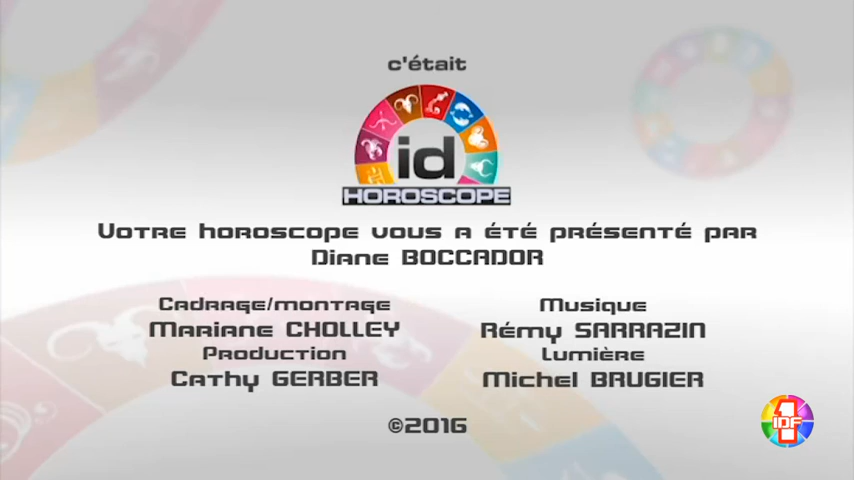 c'était
id
HOROSCOPE
Votre horoscope vous a été présenté par
Diane BOCCADOR
Cadrage/montage
Mariane CHOLLEY
Production
Cathy GERBER
Musique
Rémy SARRAZIN
Lumière
Michel BRUGIER
©2016
IDF1